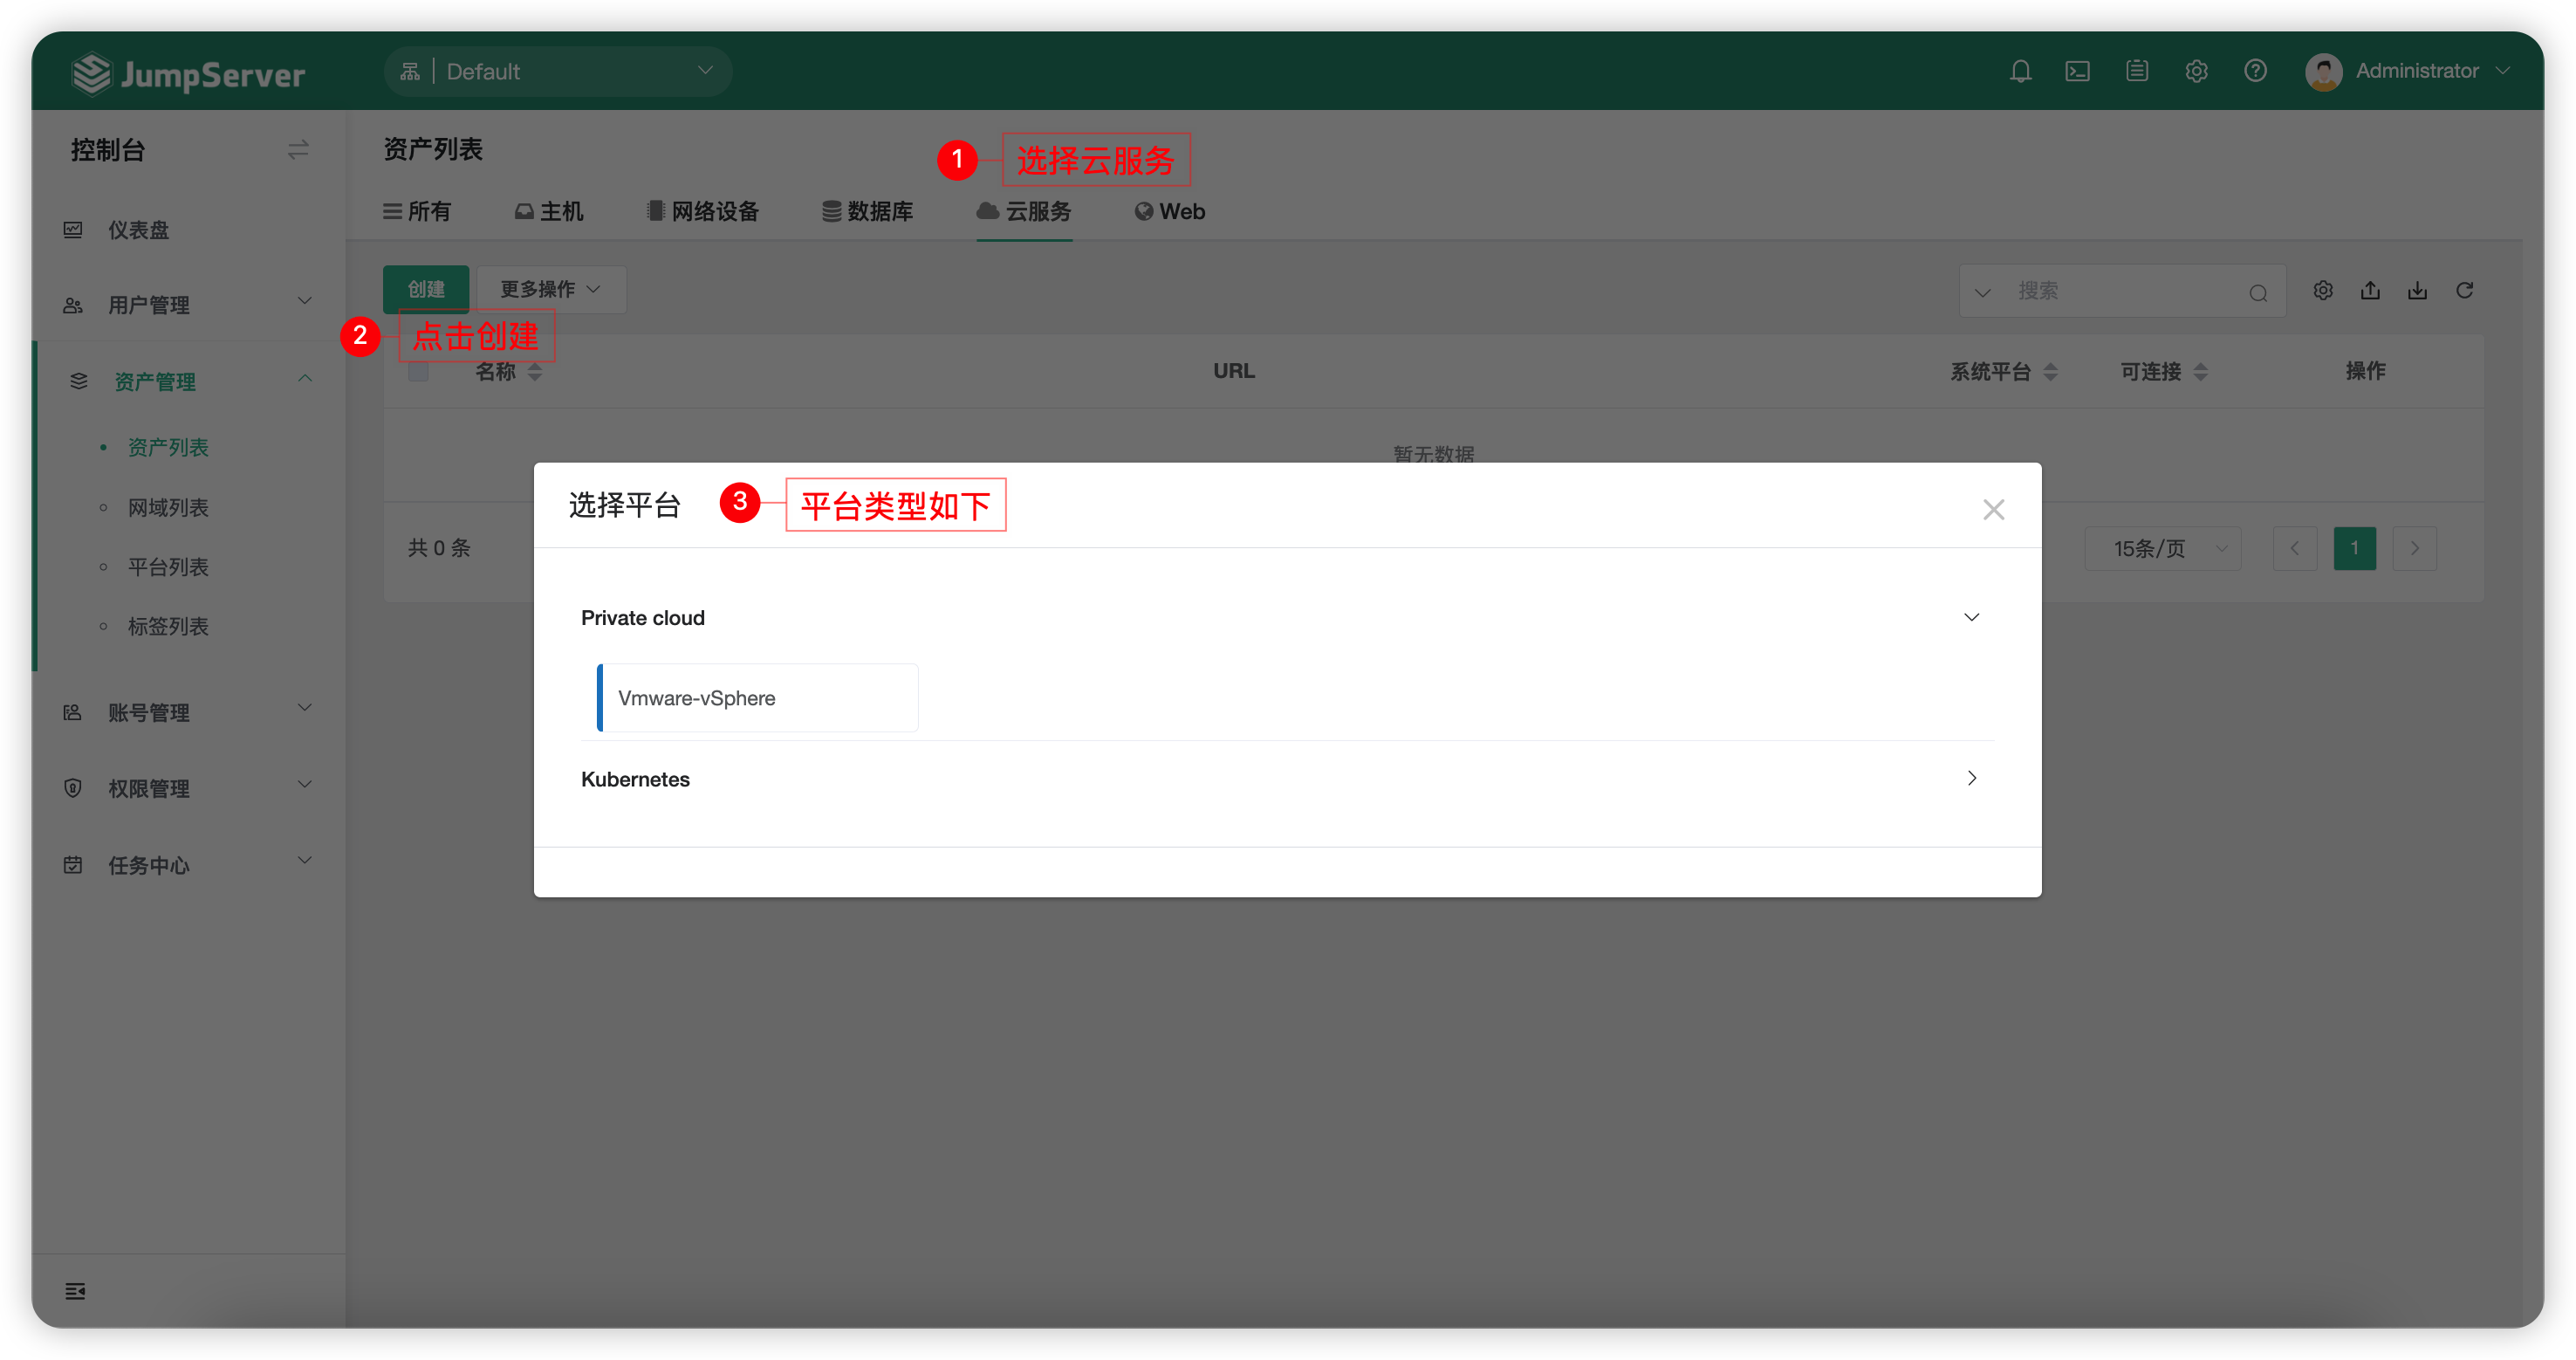 JumpServer
Default
Administrator
控制台
资产列表
1 选择云服务
所有 主机 网络设备 数据库 云服务 Web
仪表盘
创建 更多操作
搜索
用户管理
2 点击创建
名称 URL 系统平台 可连接 操作
资产管理
资产列表
暂无数据
网域列表
选择平台 3 平台类型如下
共 0 条
15条/页 1
平台列表
标签列表
Private cloud
Vmware-vSphere
账号管理
Kubernetes
权限管理
任务中心